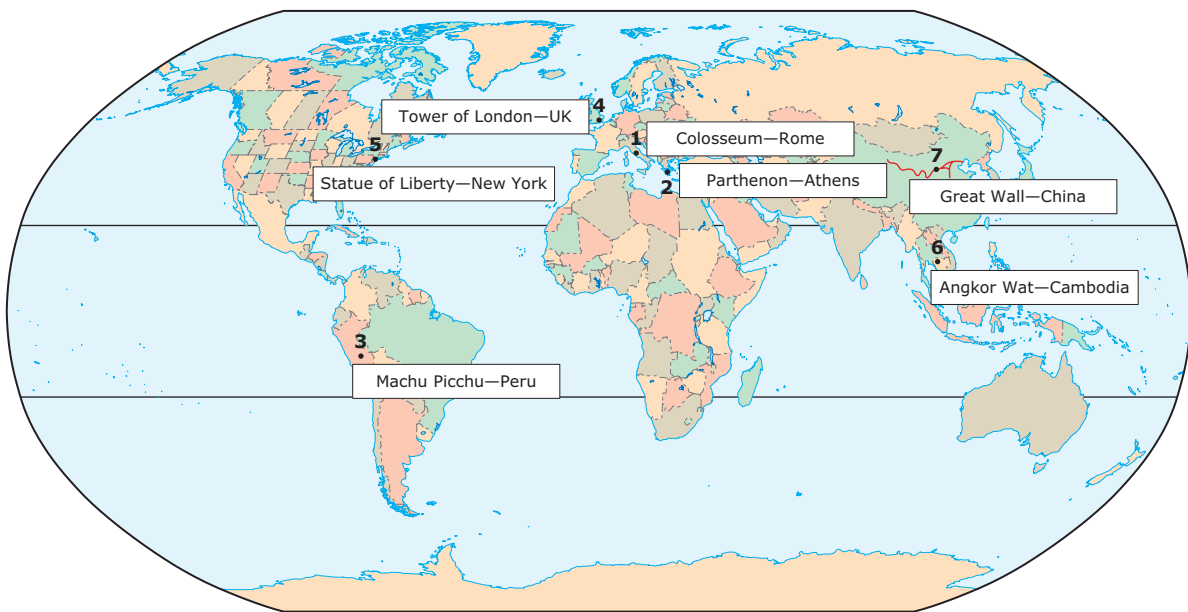 4
Tower of London—UK
1
Colosseum—Rome
5
7
Statue of Liberty—New York
2
Parthenon—Athens
Great Wall—China
6
Angkor Wat—Cambodia
3
Machu Picchu—Peru